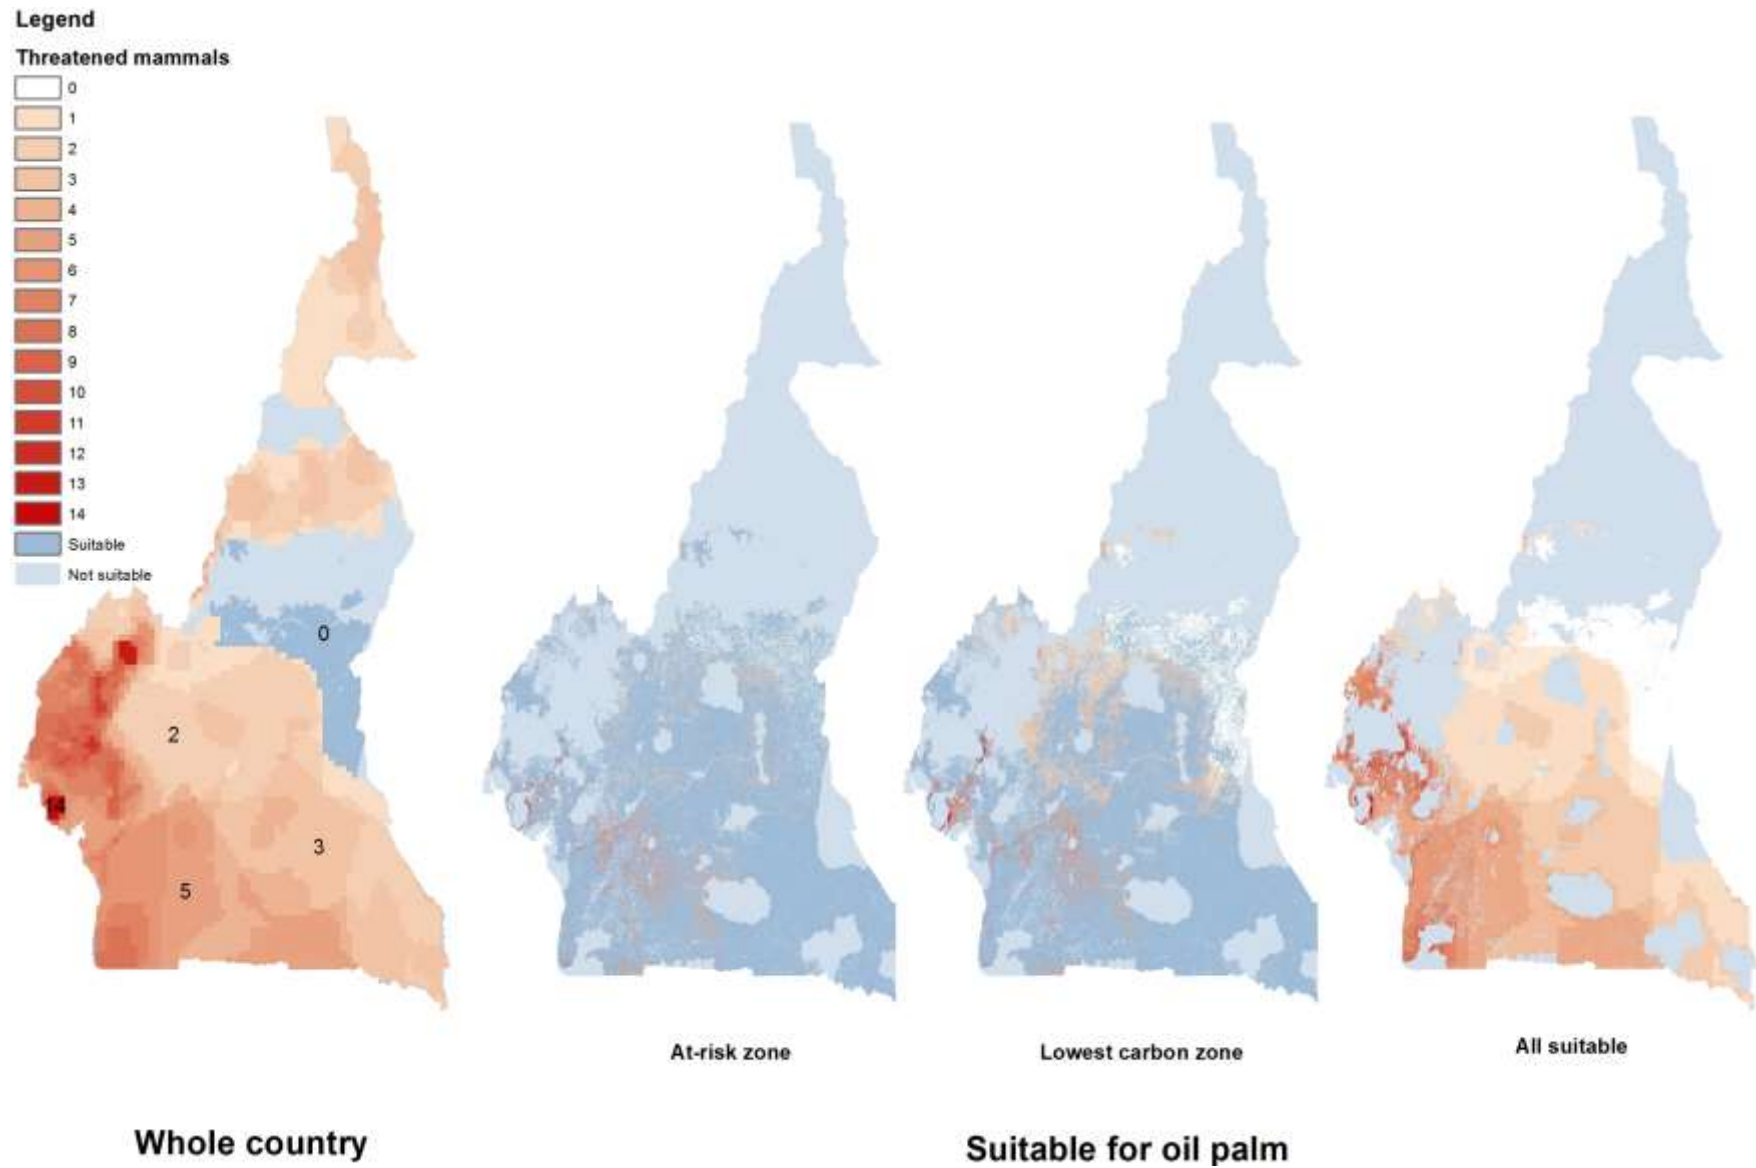 Legend
Threatened mammals
0
1
2
3
4
5
6
7
8
9
10
11
12
13
14
Suitable
Not suitable
0
2
14
3
5
At-risk zone
Lowest carbon zone
All suitable
Whole country
Suitable for oil palm